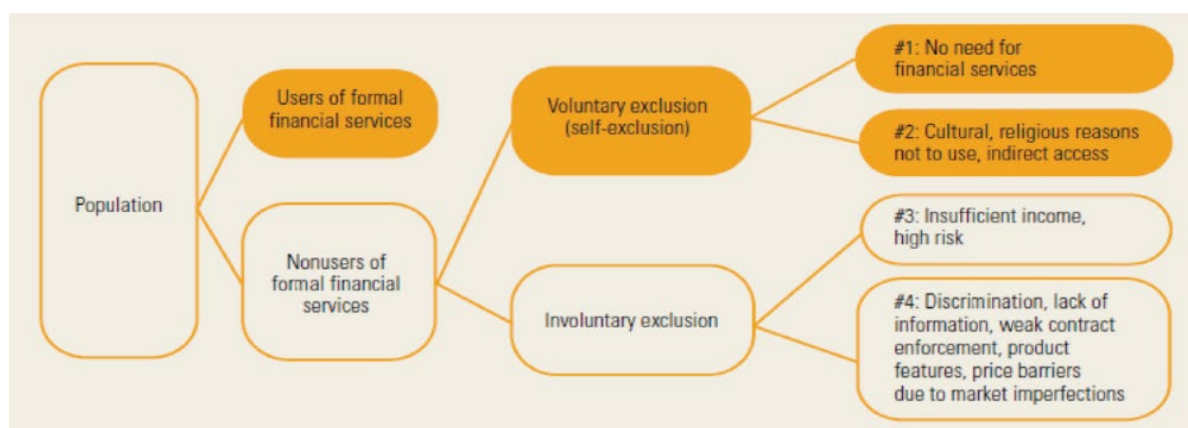 Population
Users of formal
financial services
Nonusers of
formal financial
services
Voluntary exclusion
(self-exclusion)
Involuntary exclusion
#1: No need for
financial services
#2: Cultural, religious reasons
not to use, indirect access
#3: Insufficient income,
high risk
#4: Discrimination, lack of
information, weak contract
enforcement, product
features, price barriers
due to market imperfections